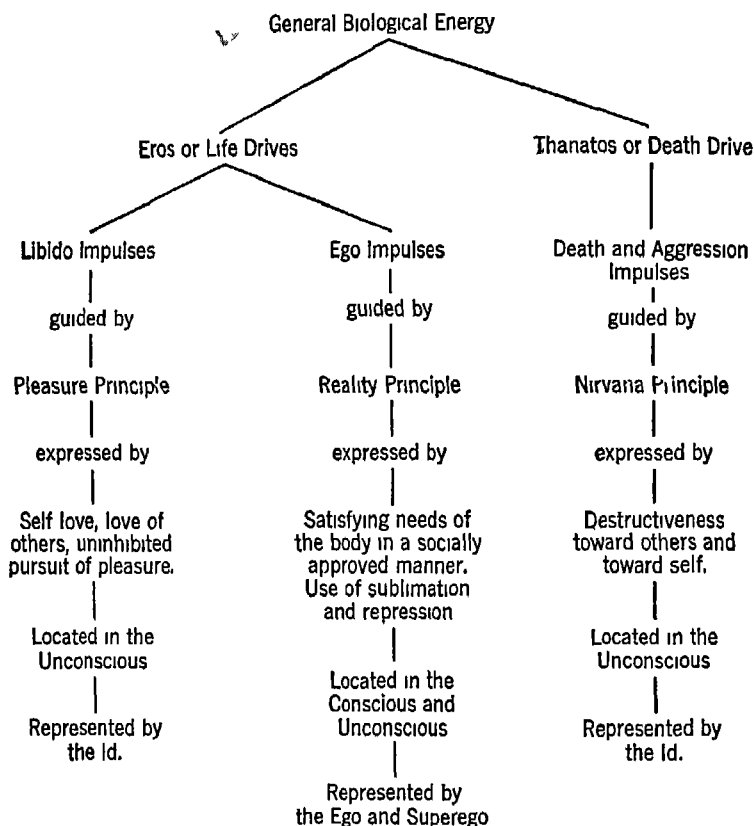 General Biological Energy
Eros or Life Drives
Thanatos or Death Drive
Libido Impulses
guided by
Pleasure Principle
expressed by
Self love, love of
others, uninhibited
pursuit of pleasure.
Located in the
Unconscious
Represented by
the Id.
Ego Impulses
guided by
Reality Principle
expressed by
Satisfying needs of
the body in a socially
approved manner.
Use of sublimation
and repression
Located in the
Conscious and
Unconscious
Represented by
the Ego and Superego
Death and Aggression
Impulses
guided by
Nirvana Principle
expressed by
Destructiveness
toward others and
toward self.
Located in the
Unconscious
Represented by
the Id.